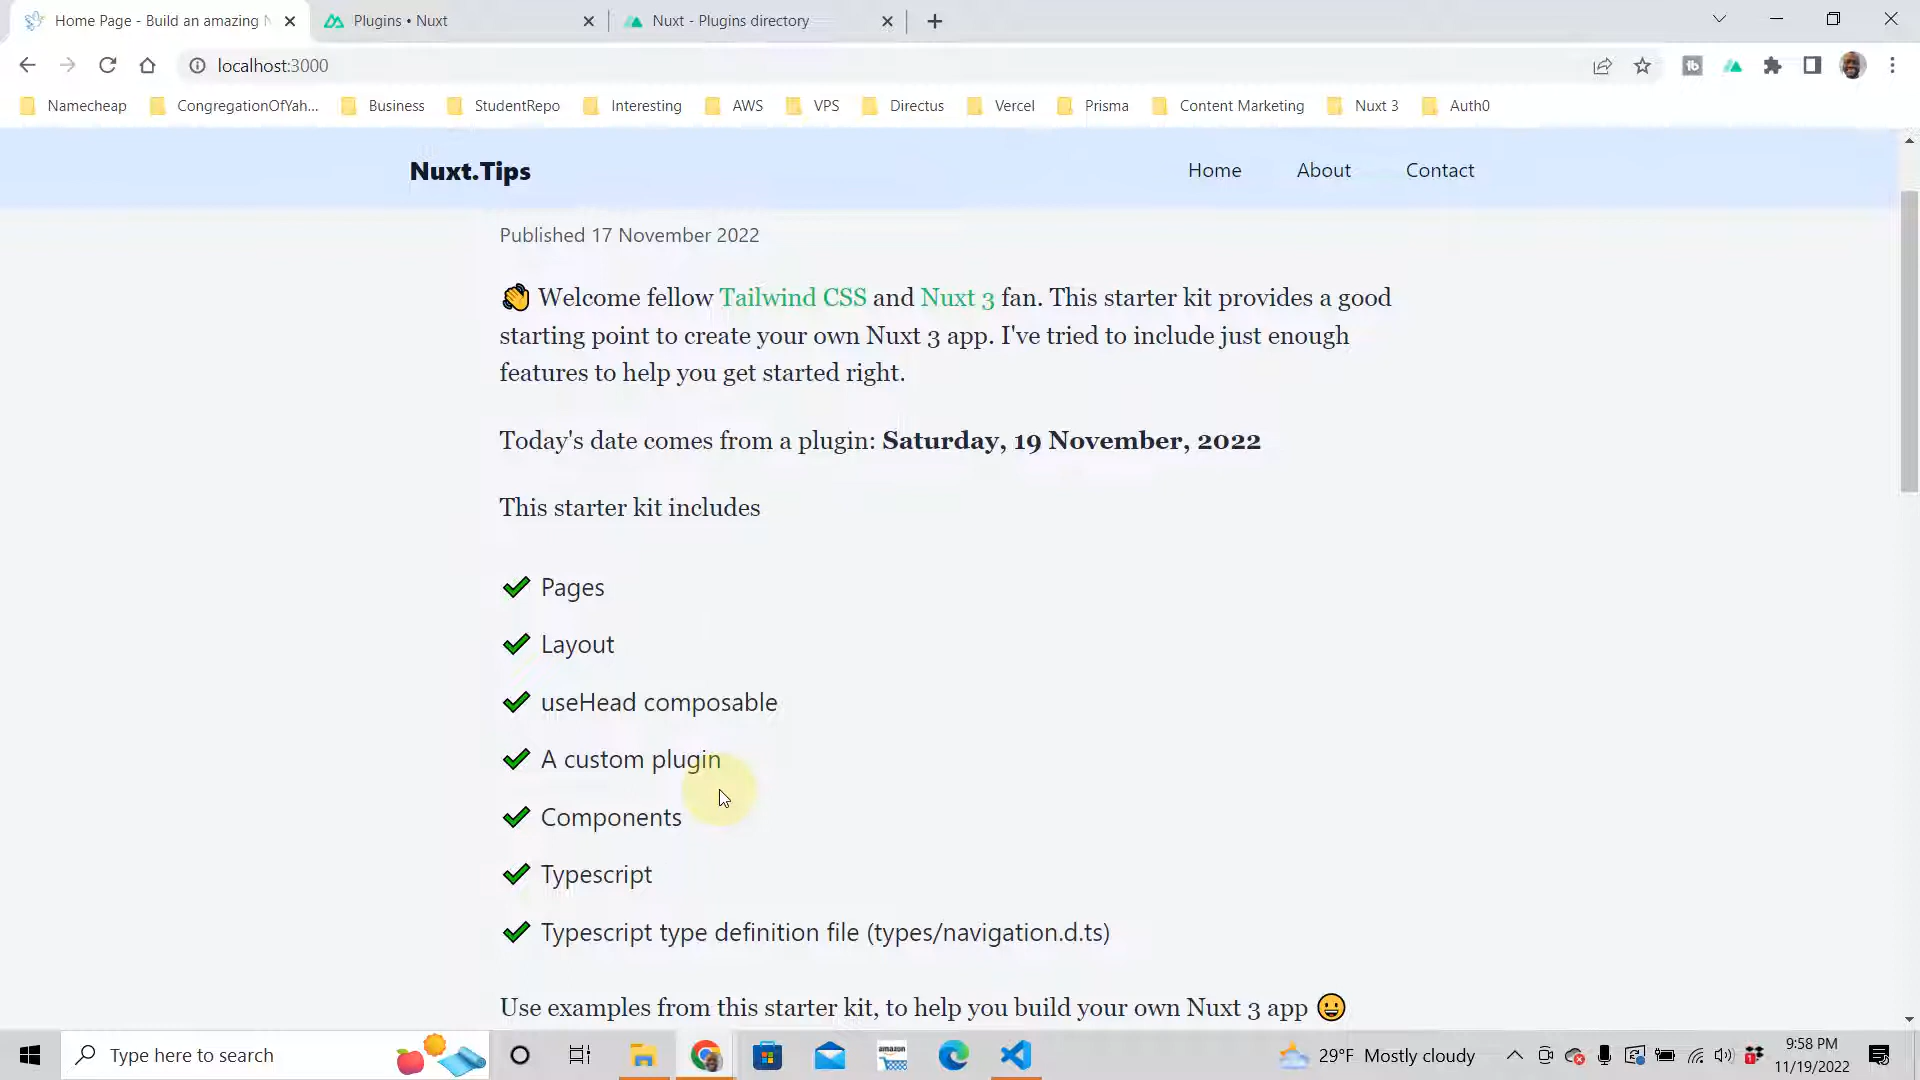 Home Page - Build an amazing N
Plugins • Nuxt
Nuxt - Plugins directory
localhost:3000
Namecheap
CongregationOfYah...
Business
StudentRepo
Interesting
AWS
VPS
Directus
Vercel
Prisma
Content Marketing
Nuxt 3
Auth0
Nuxt.Tips
Home
About
Contact
Published 17 November 2022
👏 Welcome fellow Tailwind CSS and Nuxt 3 fan. This starter kit provides a good
starting point to create your own Nuxt 3 app. I've tried to include just enough
features to help you get started right.
Today's date comes from a plugin: Saturday, 19 November, 2022
This starter kit includes
✔ Pages
✔ Layout
✔ useHead composable
✔ A custom plugin
✔ Components
✔ Typescript
✔ Typescript type definition file (types/navigation.d.ts)
Use examples from this starter kit, to help you build your own Nuxt 3 app 😀
Type here to search
amazon
29°F Mostly cloudy
9:58 PM
11/19/2022